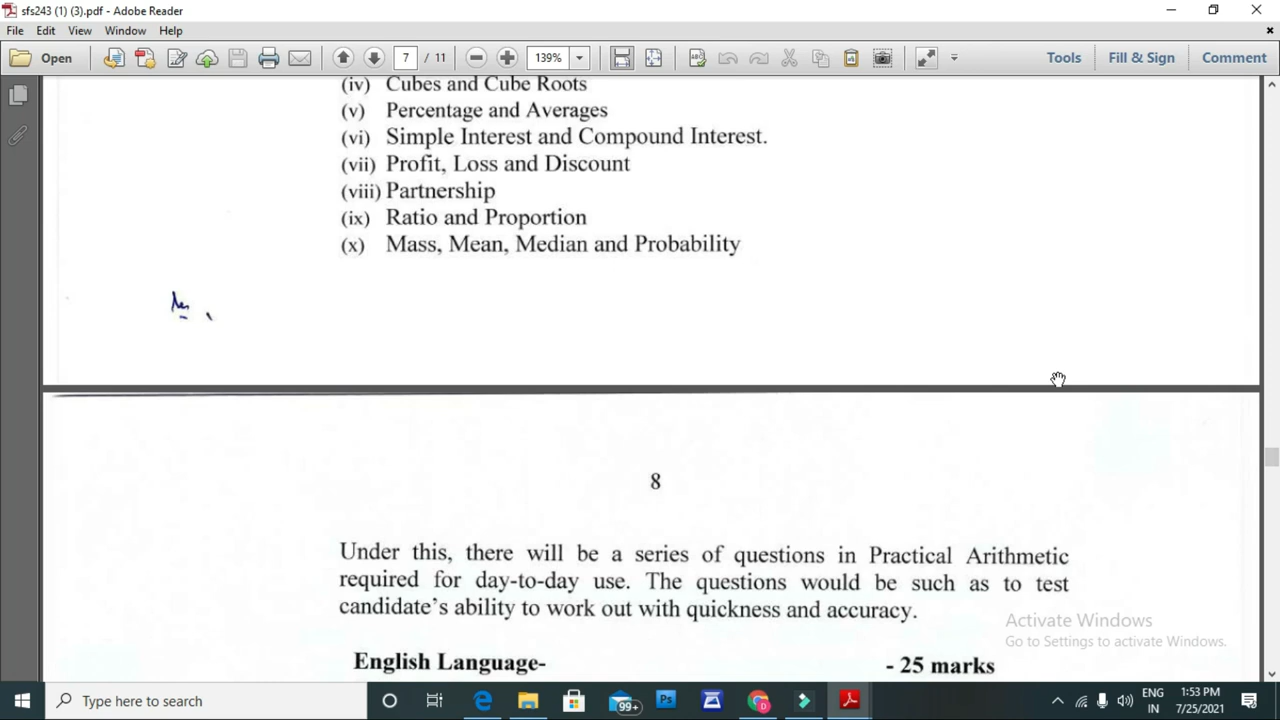 sfs243 (1) (3).pdf - Adobe Reader
File Edit View Window Help
Open 7 / 11 139% Tools Fill & Sign Comment
(iv) Cubes and Cube Roots
(v) Percentage and Averages
(vi) Simple Interest and Compound Interest.
(vii) Profit, Loss and Discount
(viii) Partnership
(ix) Ratio and Proportion
(x) Mass, Mean, Median and Probability
8
Under this, there will be a series of questions in Practical Arithmetic
required for day-to-day use. The questions would be such as to test
candidate's ability to work out with quickness and accuracy.
Activate Windows
Go to Settings to activate Windows.
English Language- - 25 marks
Type here to search
99+
Ps
ENG
IN
1:53 PM
7/25/2021